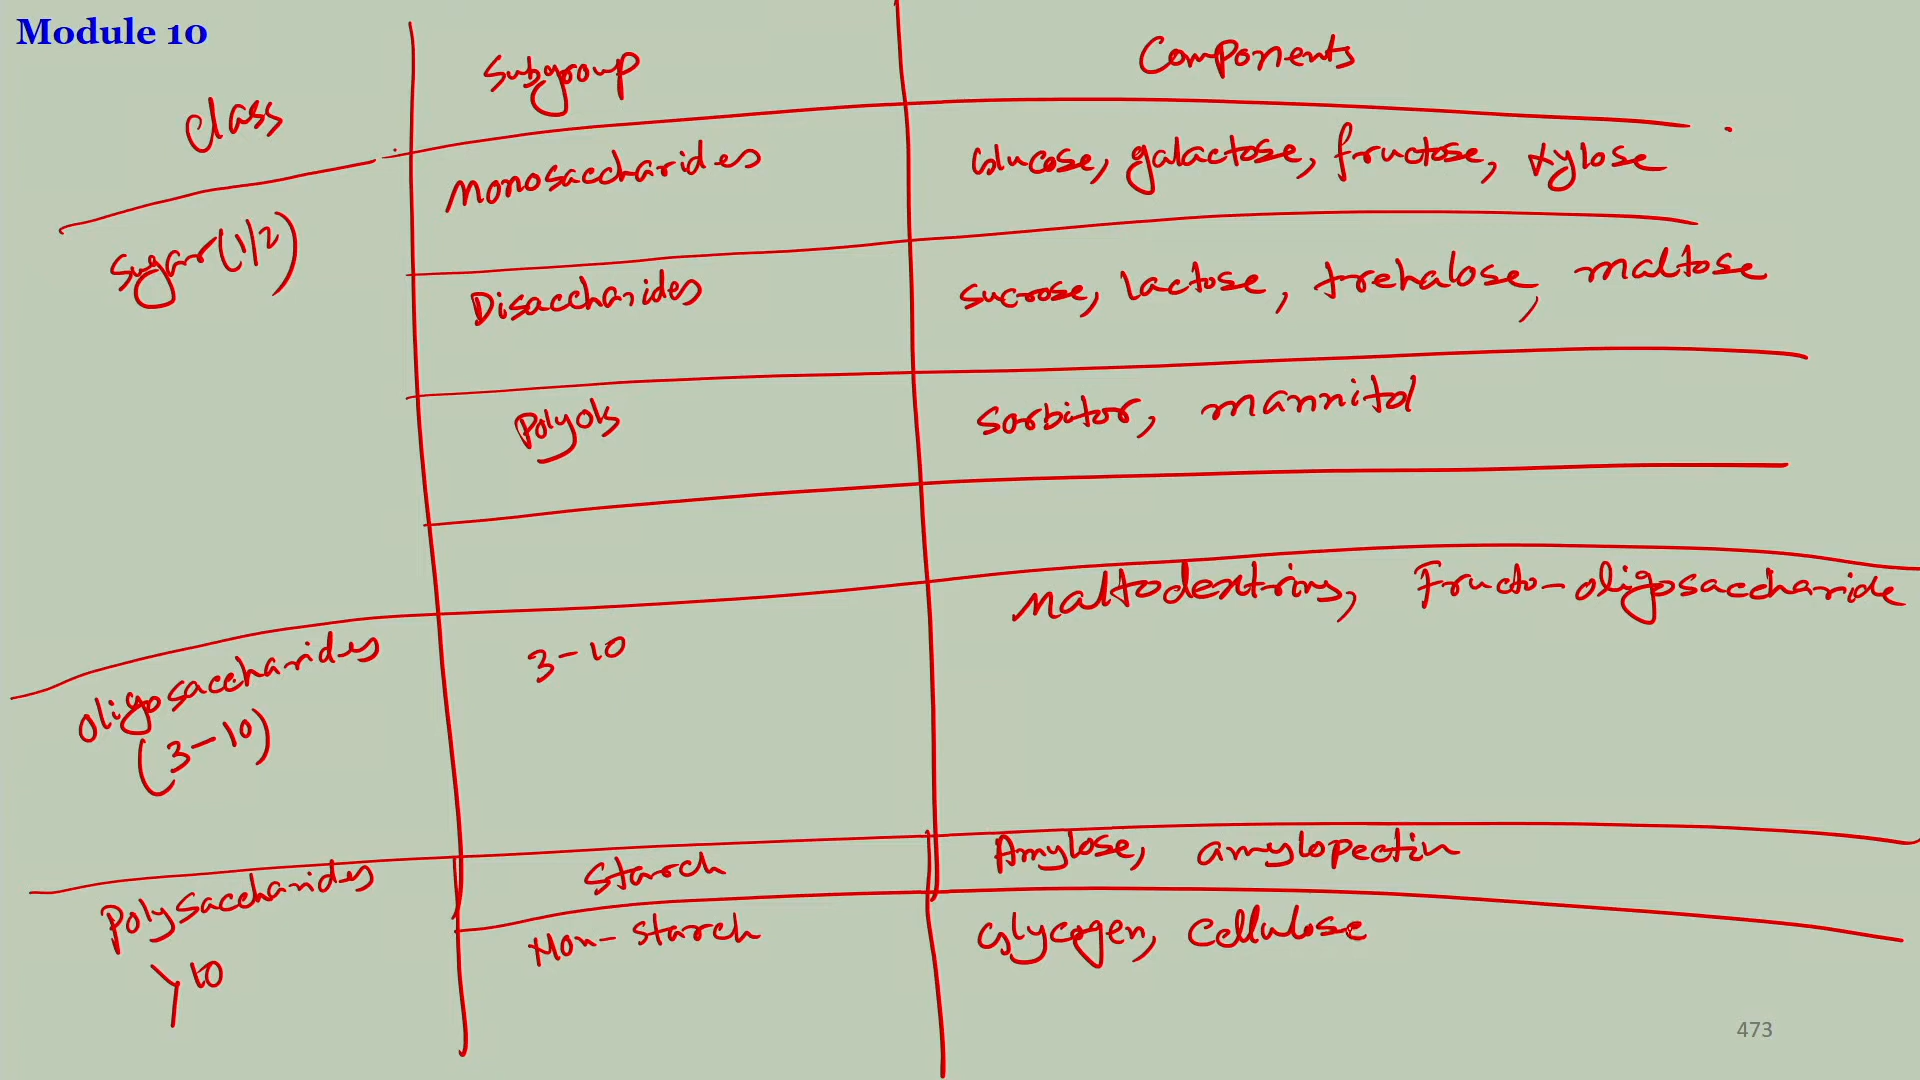 Module 10
Class Subgroup Components
Sugar (1/2) Monosaccharides Glucose, galactose, fructose, xylose
Disaccharides sucrose, lactose, trehalose, maltose
Polyols Sorbitor, mannitol
Oligosaccharides 3-10 Maltodextrins, Fructo-oligosaccharide
(3-10)
Polysaccharides Starch Amylose, amylopectin
Non-starch Glycogen, cellulose
>10
473